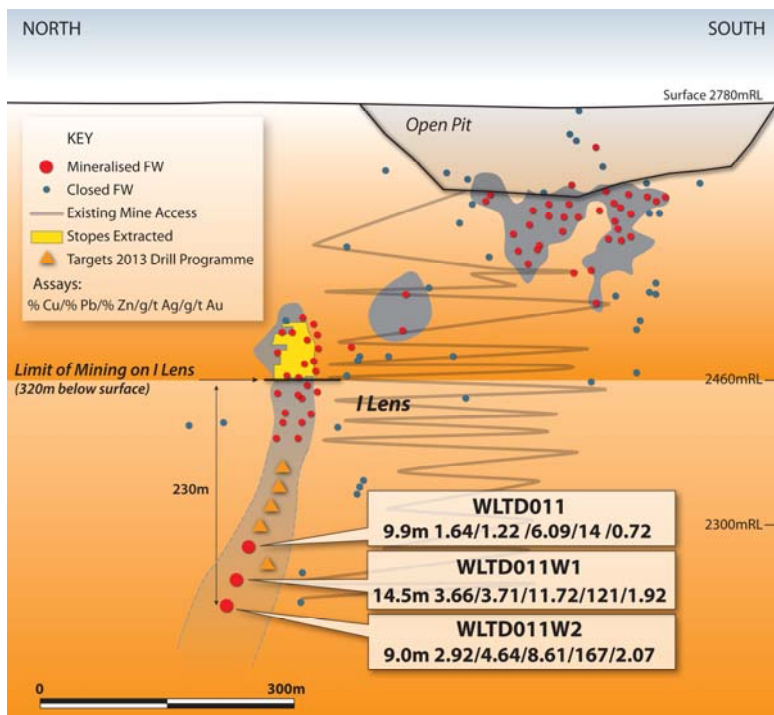 NORTH
SOUTH
Surface 2780mRL
Open Pit
KEY
Mineralised FW
Closed FW
Existing Mine Access
Stopes Extracted
Targets 2013 Drill Programme
Assays:
% Cu/% Pb/% Zn/g/t Ag/g/t Au
Limit of Mining on I Lens
(320m below surface)
2460mRL
I Lens
230m
WLTD011
9.9m 1.64/1.22 /6.09/14 /0.72
2300mRL
WLTD011W1
14.5m 3.66/3.71/11.72/121/1.92
WLTD011W2
9.0m 2.92/4.64/8.61/167/2.07
0
300m